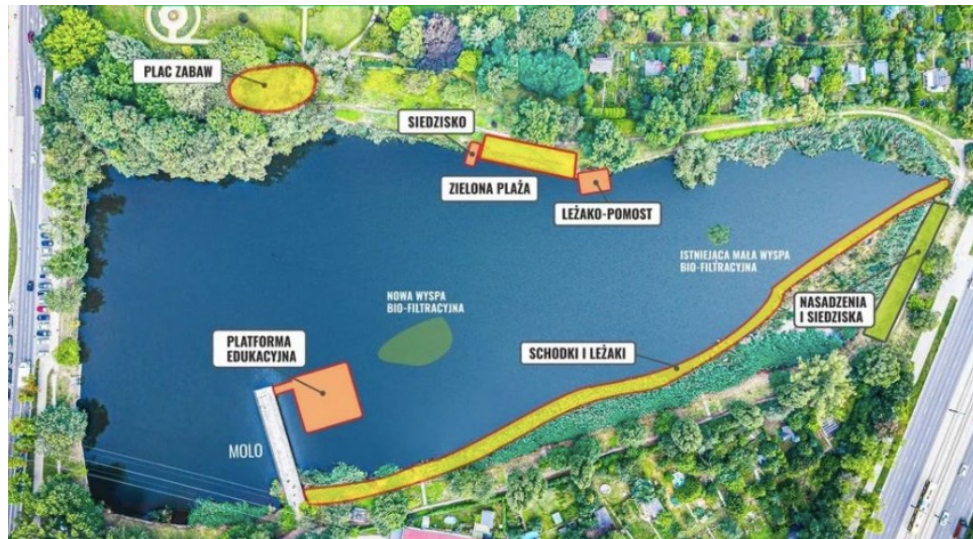 PLAC ZABAW
SIEDZISKO
ZIELONA PLAŻA
LEŻAKO-POMOST
ISTNIEJĄCA MAŁA WYSPA
BIO-FILTRACYJNA
NASADZENIA
I SIEDZISKA
NOWA WYSPA
BIO-FILTRACYJNA
PLATFORMA
EDUKACYJNA
SCHODKI I LEŻAKI
MOLO